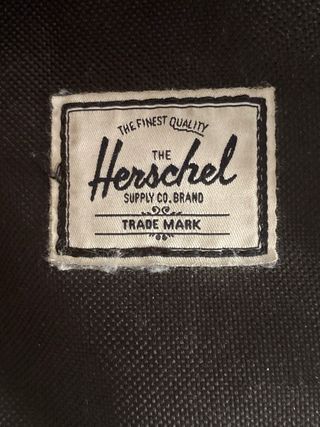 THE FINEST QUALITY
THE
Herschel
SUPPLY CO. BRAND
TRADE MARK